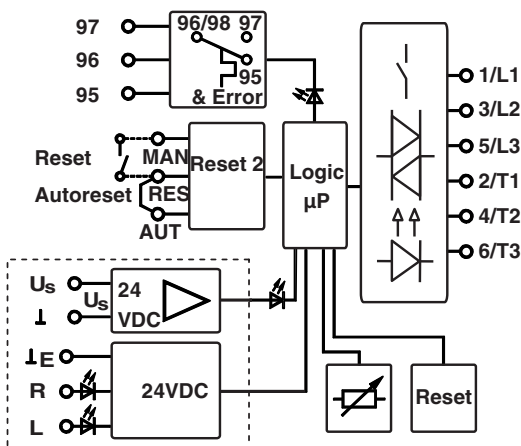 97
96
95
96/98 97
95
& Error
1/L1
3/L2
5/L3
2/T1
4/T2
6/T3
Reset
Autoreset
MAN
RES
AUT
Reset 2
Logic
µP
Us
Us
⊥
24
VDC
⊥E
R
L
24VDC
Reset